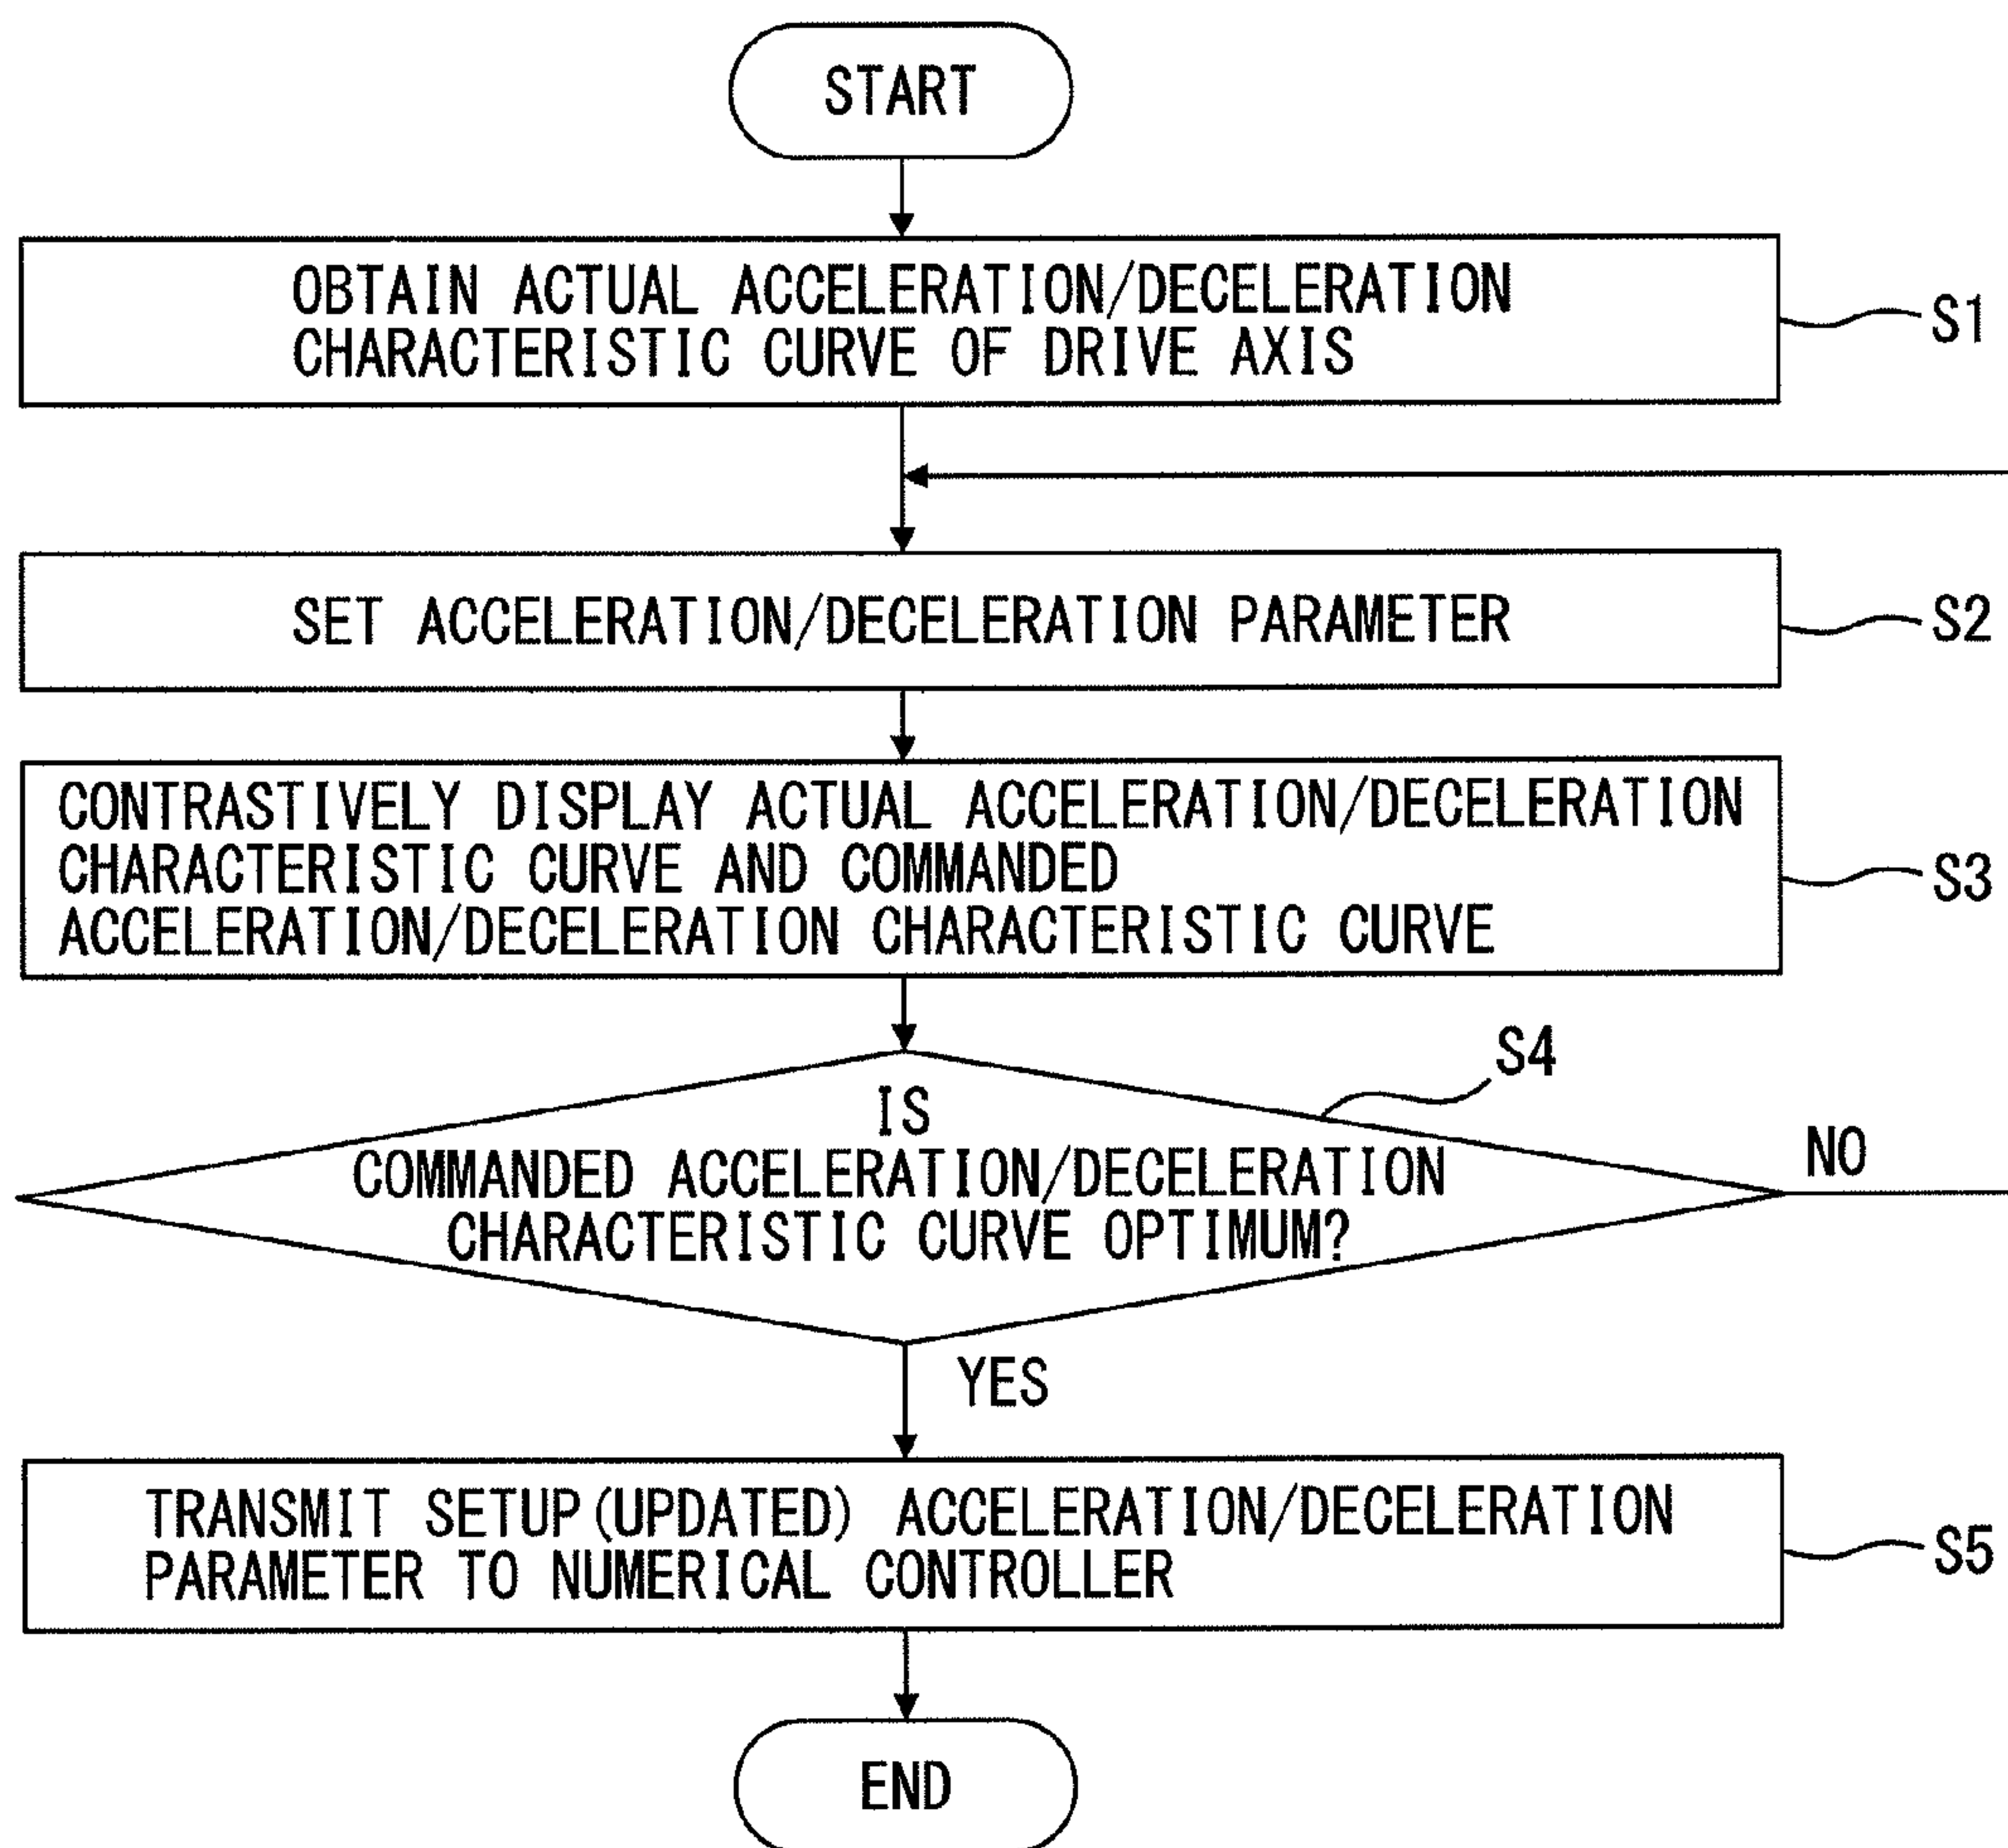 START
OBTAIN ACTUAL ACCELERATION/DECELERATION
CHARACTERISTIC CURVE OF DRIVE AXIS
S1
SET ACCELERATION/DECELERATION PARAMETER
S2
CONTRASTIVELY DISPLAY ACTUAL ACCELERATION/DECELERATION
CHARACTERISTIC CURVE AND COMMANDED
ACCELERATION/DECELERATION CHARACTERISTIC CURVE
S3
S4
IS
COMMANDED ACCELERATION/DECELERATION
CHARACTERISTIC CURVE OPTIMUM?
NO
YES
TRANSMIT SETUP(UPDATED) ACCELERATION/DECELERATION
PARAMETER TO NUMERICAL CONTROLLER
S5
END